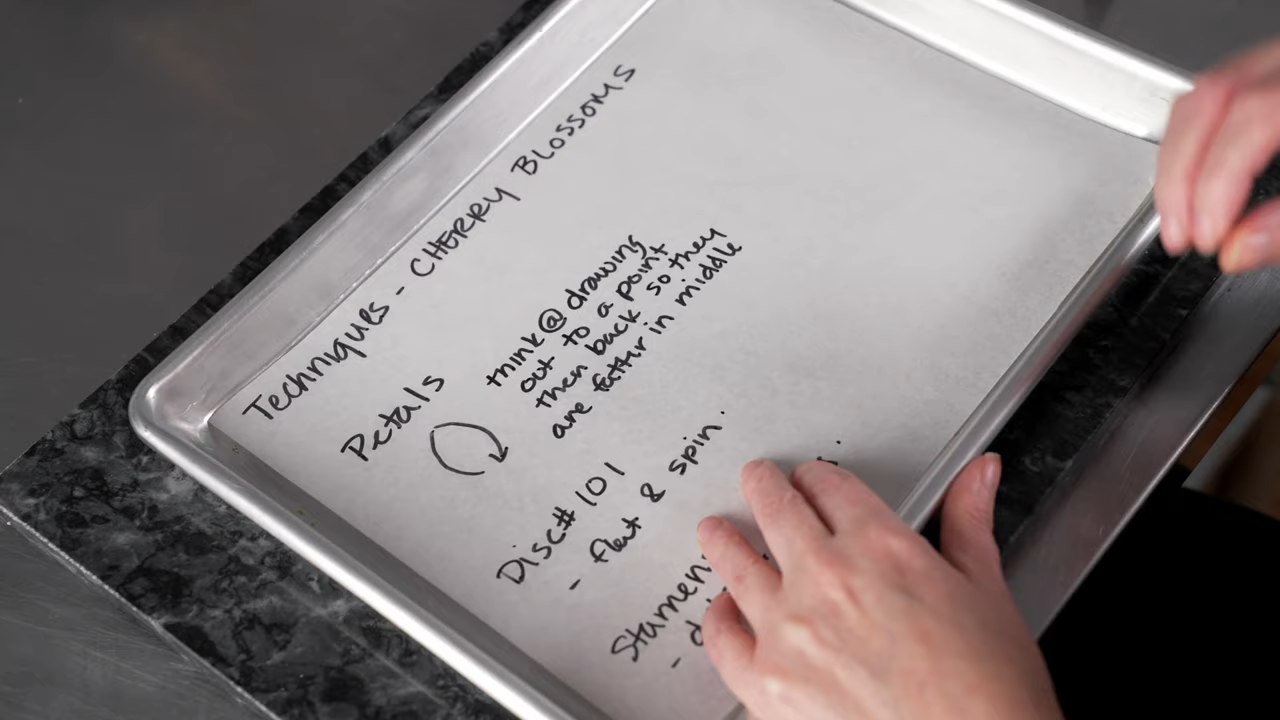 Techniques - CHERRY BLOSSOMS
Petals
think @ drawing
out to a point
then back so they
are fatter in middle
Disc# 101
- flat & spin.
Stamen
-